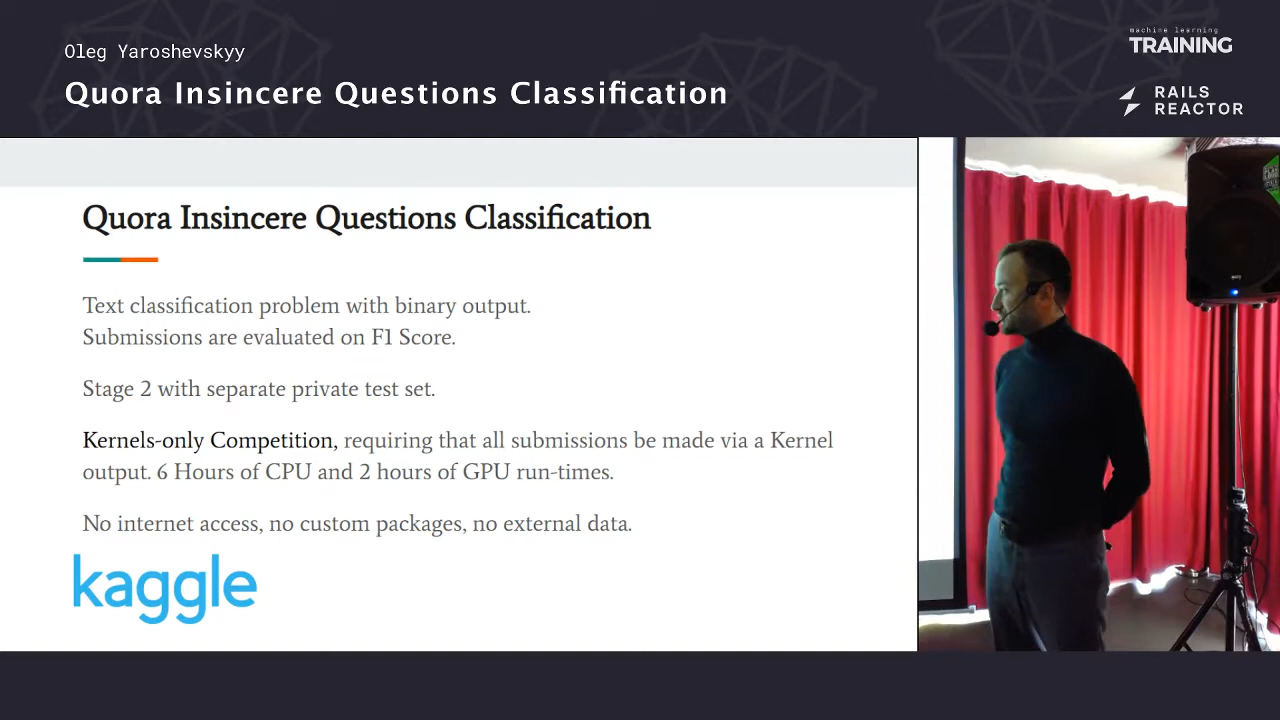 Oleg Yaroshevskyy
Quora Insincere Questions Classification
machine learning
TRAINING
RAILS
REACTOR
Quora Insincere Questions Classification
Text classification problem with binary output.
Submissions are evaluated on F1 Score.
Stage 2 with separate private test set.
Kernels-only Competition, requiring that all submissions be made via a Kernel
output. 6 Hours of CPU and 2 hours of GPU run-times.
No internet access, no custom packages, no external data.
kaggle